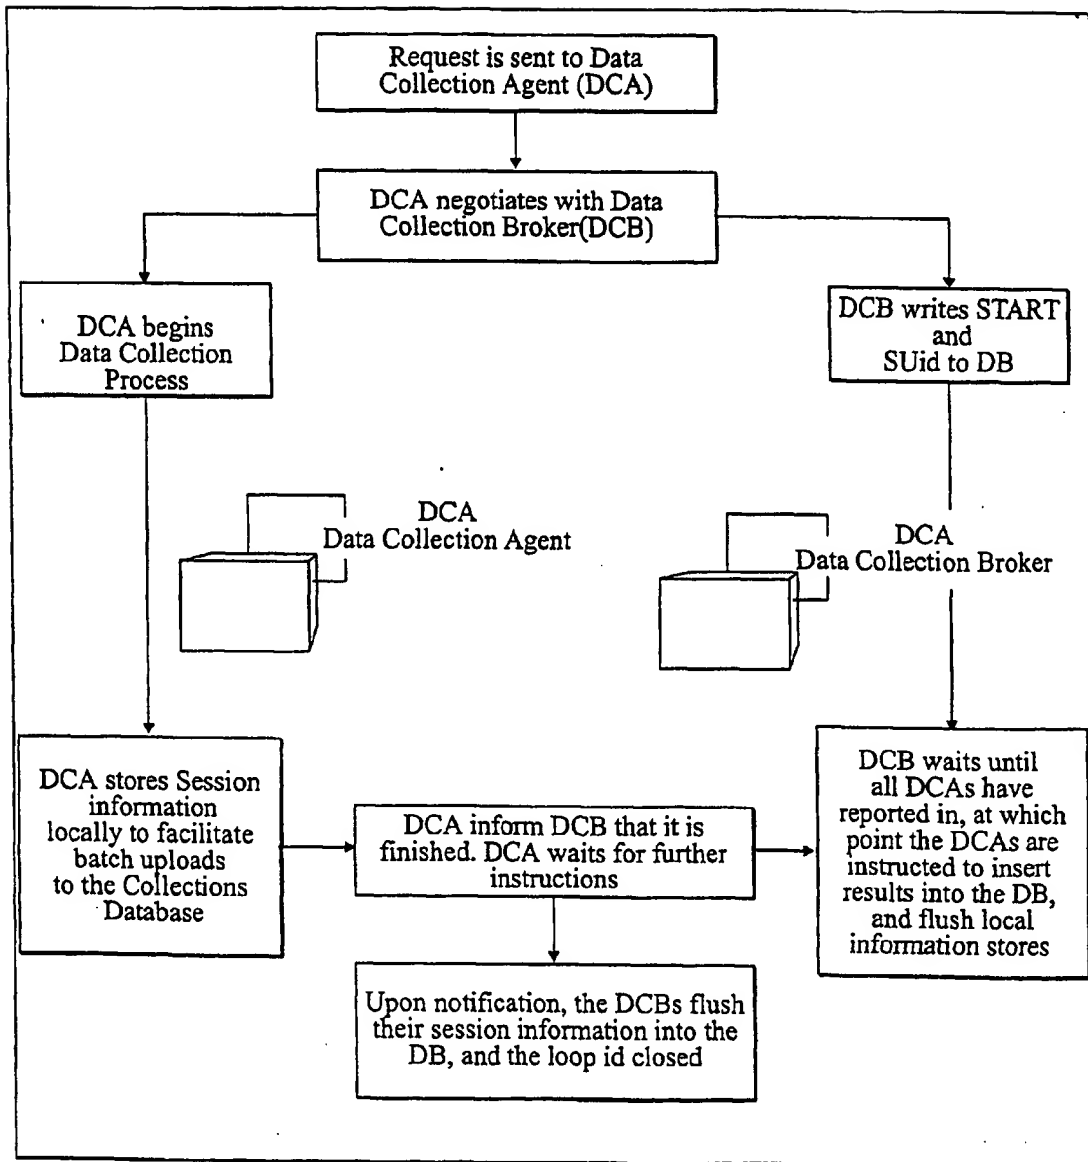 Request is sent to Data
Collection Agent (DCA)
DCA negotiates with Data
Collection Broker(DCB)
DCA begins
Data Collection
Process
DCB writes START
and
SUid to DB
DCA
Data Collection Agent
DCA
Data Collection Broker
DCA stores Session
information
locally to facilitate
batch uploads
to the Collections
Database
DCA inform DCB that it is
finished. DCA waits for further
instructions
DCB waits until
all DCAs have
reported in, at which
point the DCAs are
instructed to insert
results into the DB,
and flush local
information stores
Upon notification, the DCBs flush
their session information into the
DB, and the loop id closed